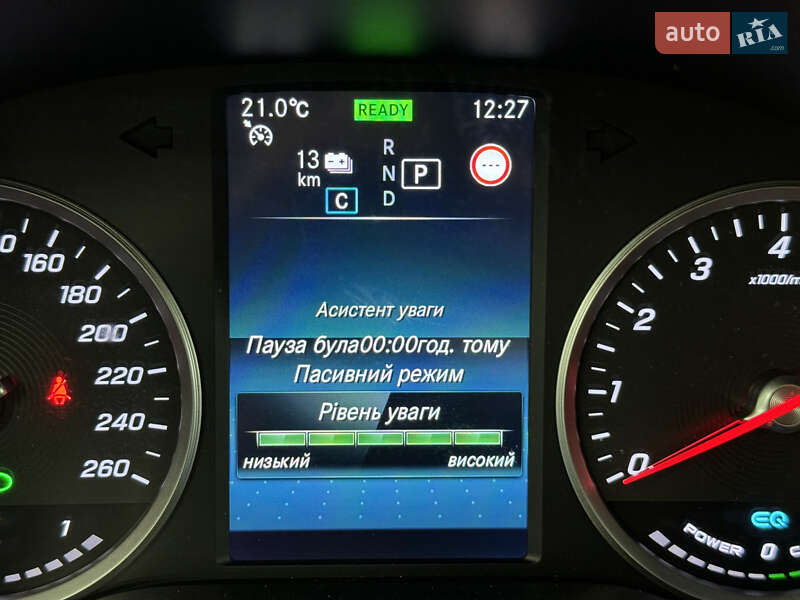 auto RIA.com
21.0°C READY 12:27
R
13 km N P ---
C D
160
180
200
220
240
260
1
Асистент уваги
Пауза була00:00год. тому
Пасивний режим
Рівень уваги
низький високий
4
3 x1000/m
2
1
0
EQ
POWER 0